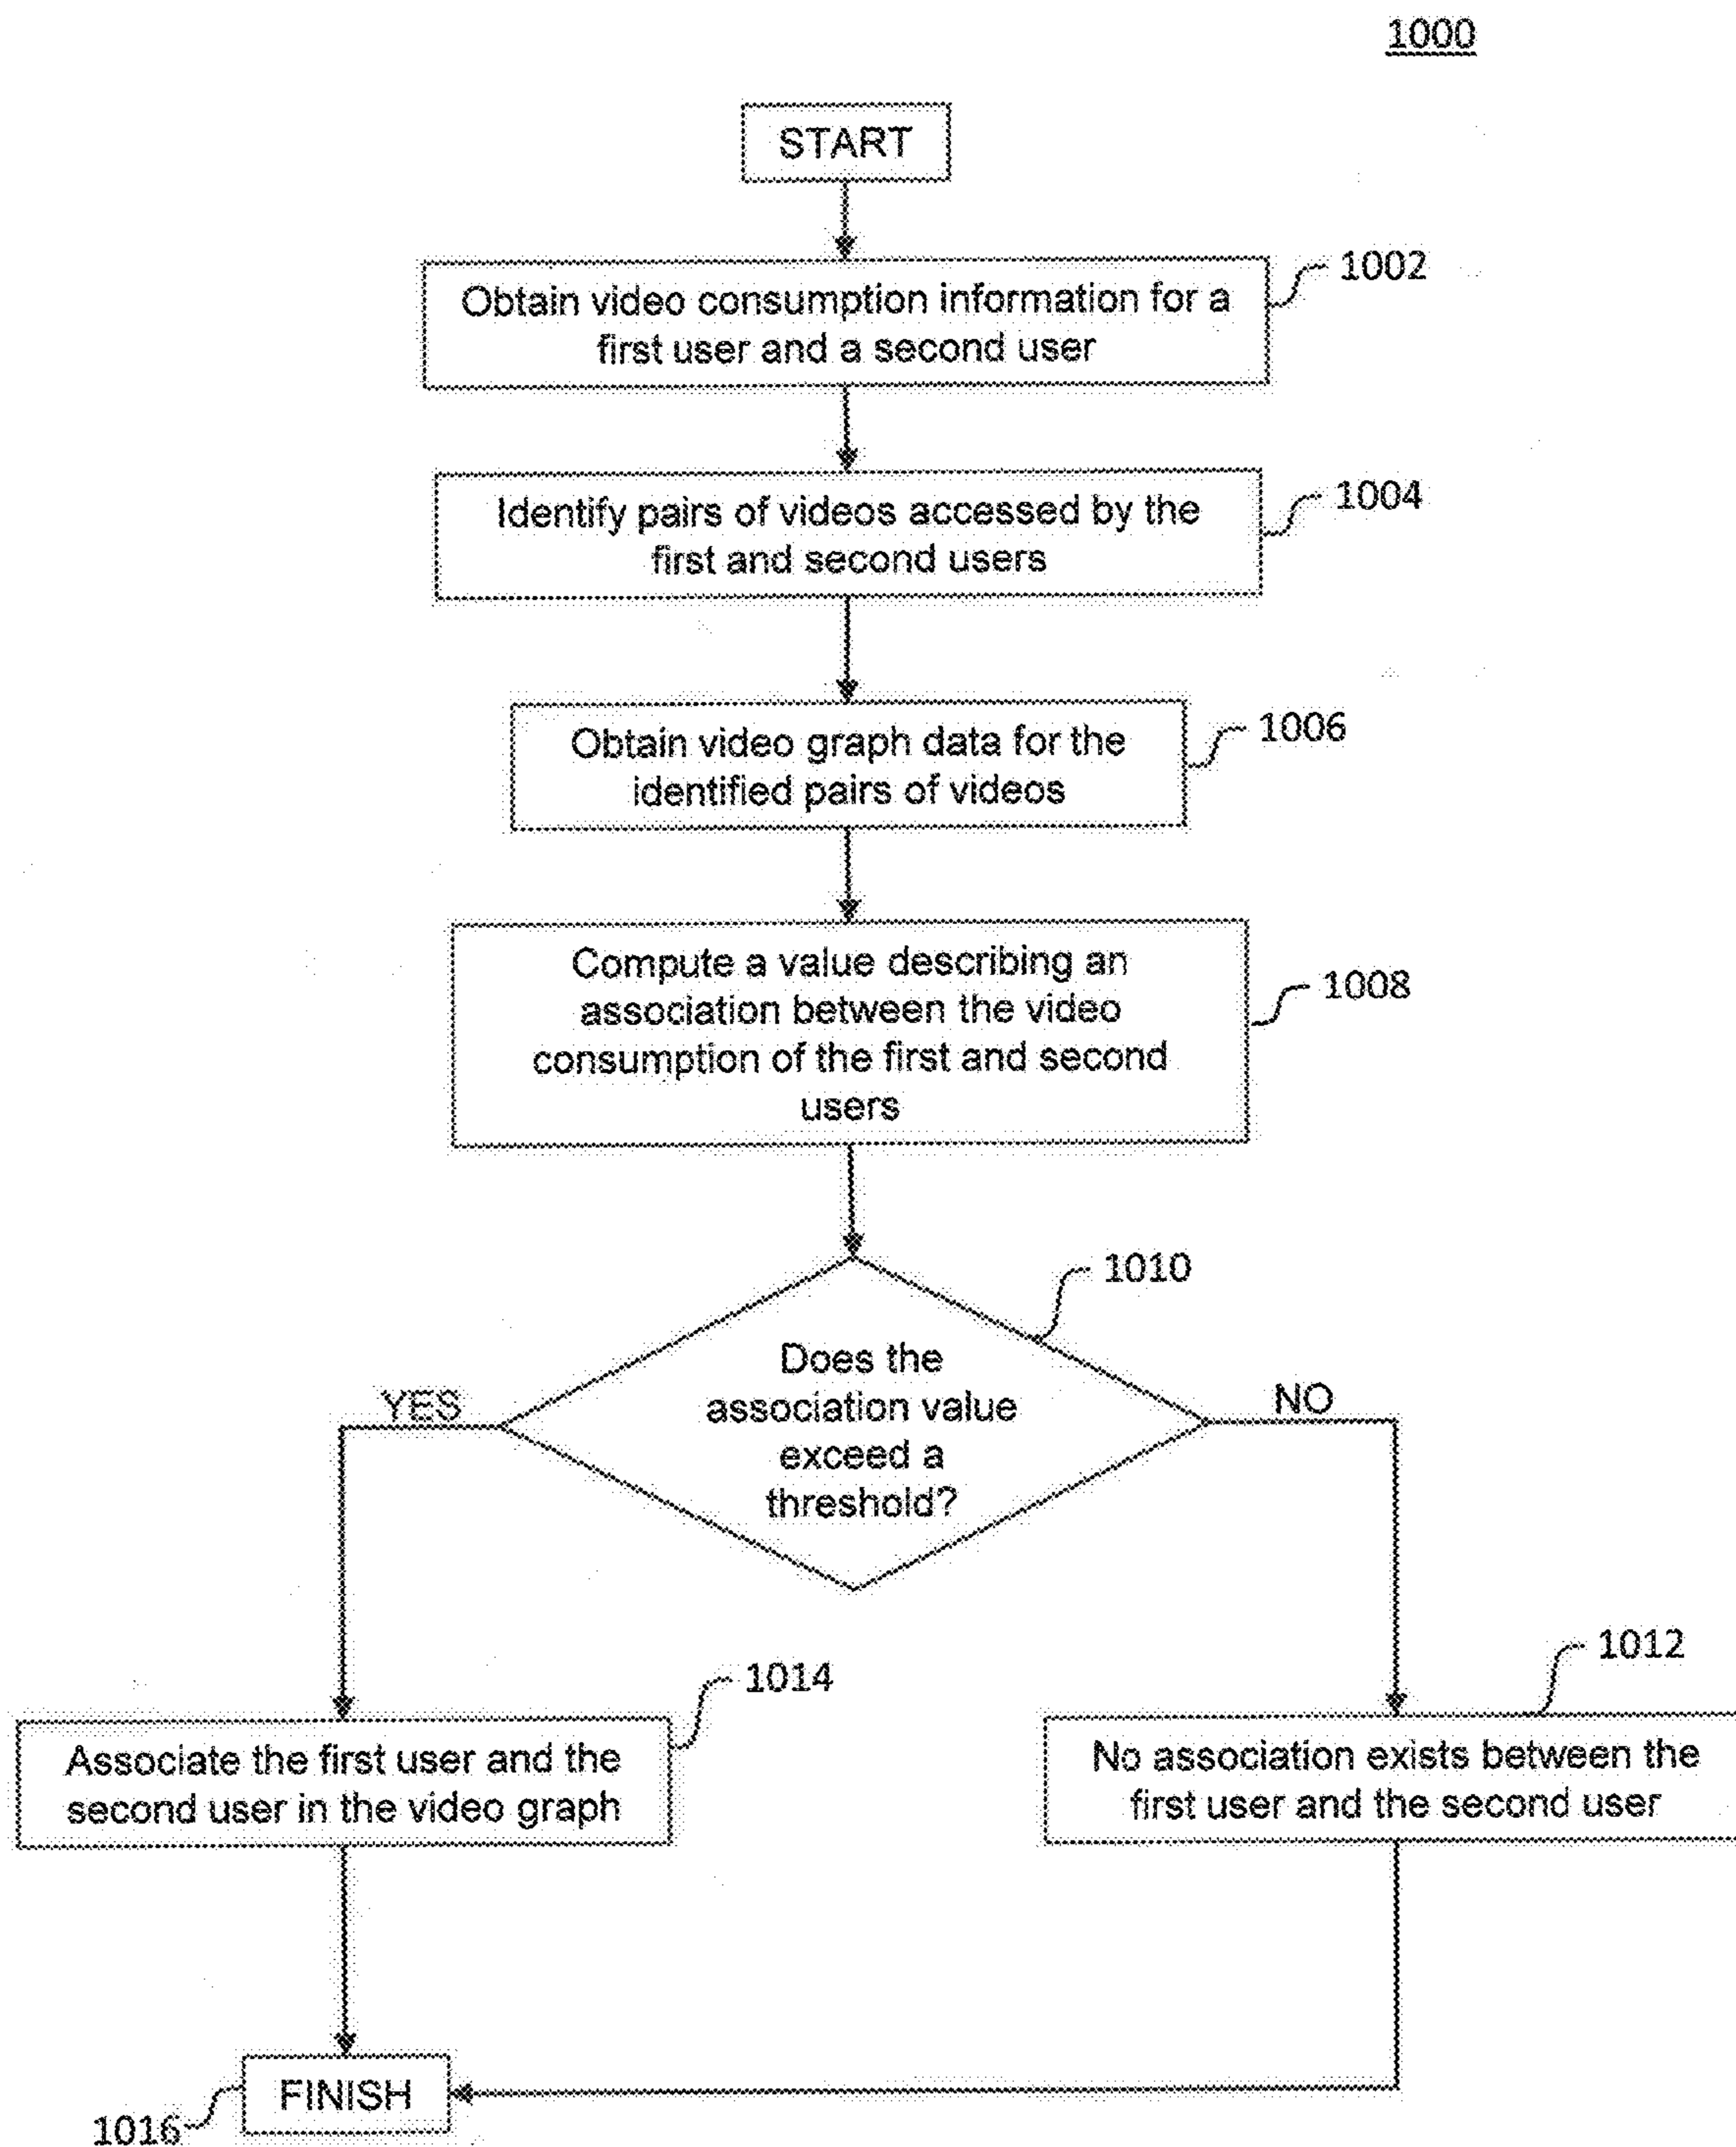 1000
START
1002
Obtain video consumption information for a
first user and a second user
1004
Identify pairs of videos accessed by the
first and second users
1006
Obtain video graph data for the
identified pairs of videos
1008
Compute a value describing an
association between the video
consumption of the first and second
users
1010
Does the
association value
exceed a
threshold?
YES
NO
1014
Associate the first user and the
second user in the video graph
1012
No association exists between the
first user and the second user
FINISH
1016